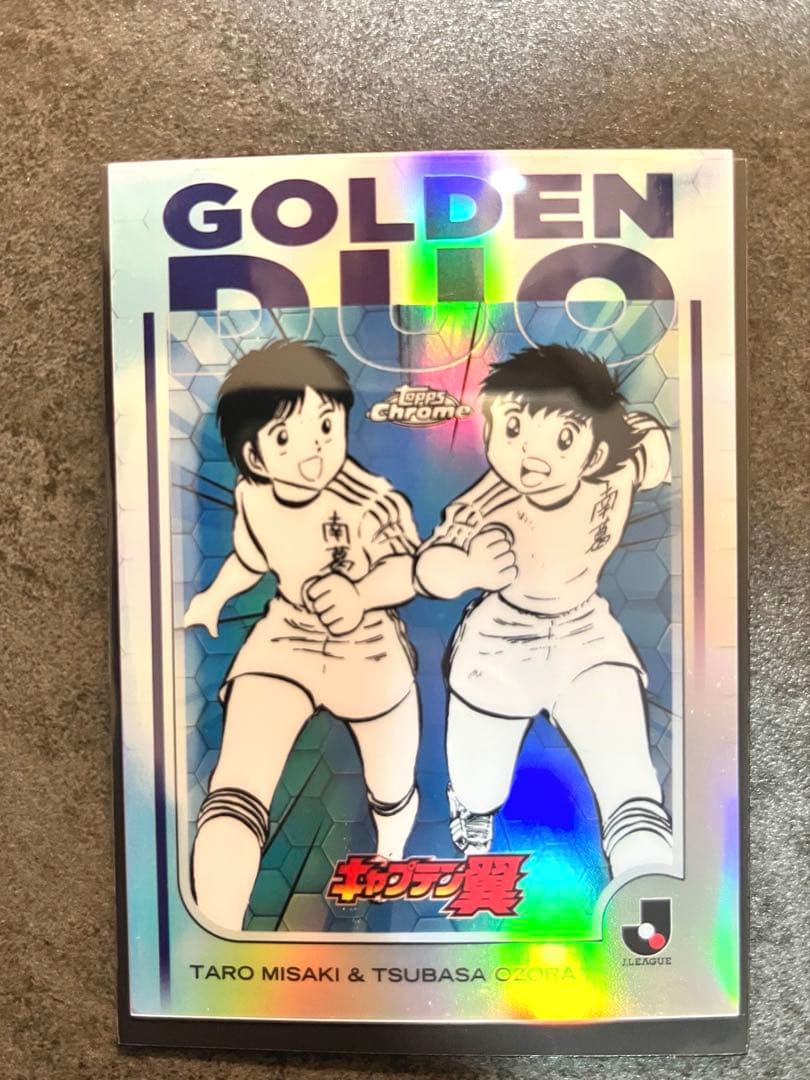 GOLDEN
DUO
Topps
Chrome
南葛
南葛
キャプテン翼
J.LEAGUE
TARO MISAKI & TSUBASA OZORA